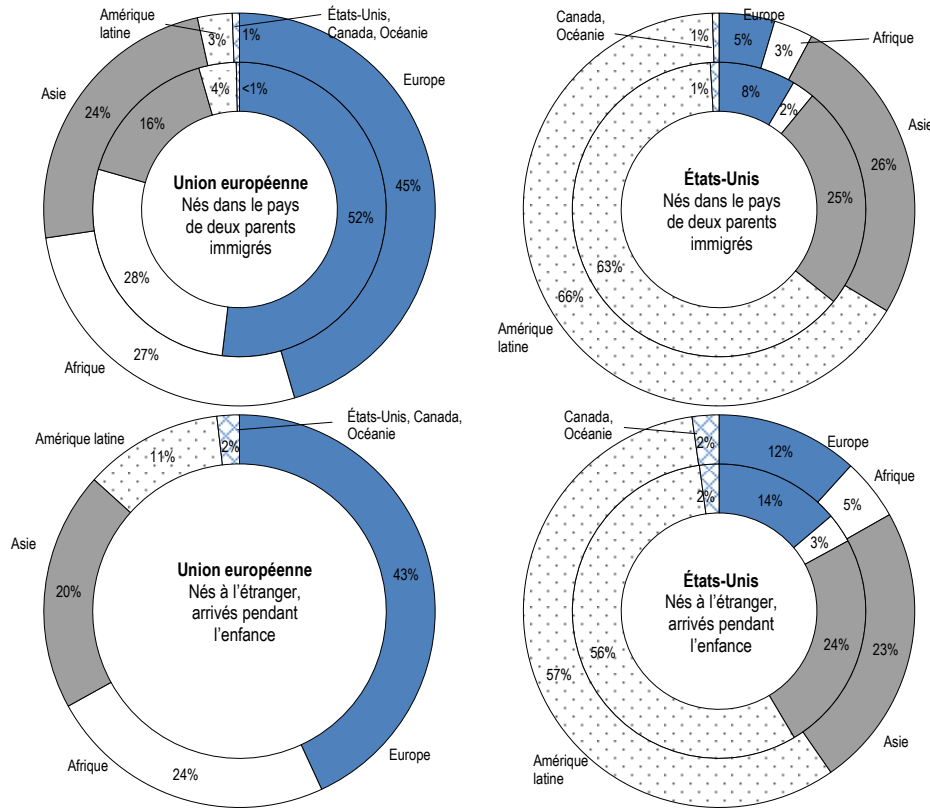 Amérique
latine
États-Unis,
Canada, Océanie
Europe
Asie
Afrique
3%
1%
24%
45%
27%
4%
<1%
16%
52%
28%
Union européenne
Nés dans le pays
de deux parents
immigrés
Canada,
Océanie
Europe
Afrique
Asie
Amérique
latine
1%
5%
3%
26%
66%
1%
8%
2%
25%
63%
États-Unis
Nés dans le pays
de deux parents
immigrés
Amérique latine
États-Unis, Canada,
Océanie
Asie
Afrique
Europe
11%
2%
20%
43%
24%
Union européenne
Nés à l’étranger,
arrivés pendant
l’enfance
Canada,
Océanie
Europe
Afrique
Asie
Amérique
latine
2%
12%
5%
23%
57%
2%
14%
3%
24%
56%
États-Unis
Nés à l’étranger,
arrivés pendant
l’enfance